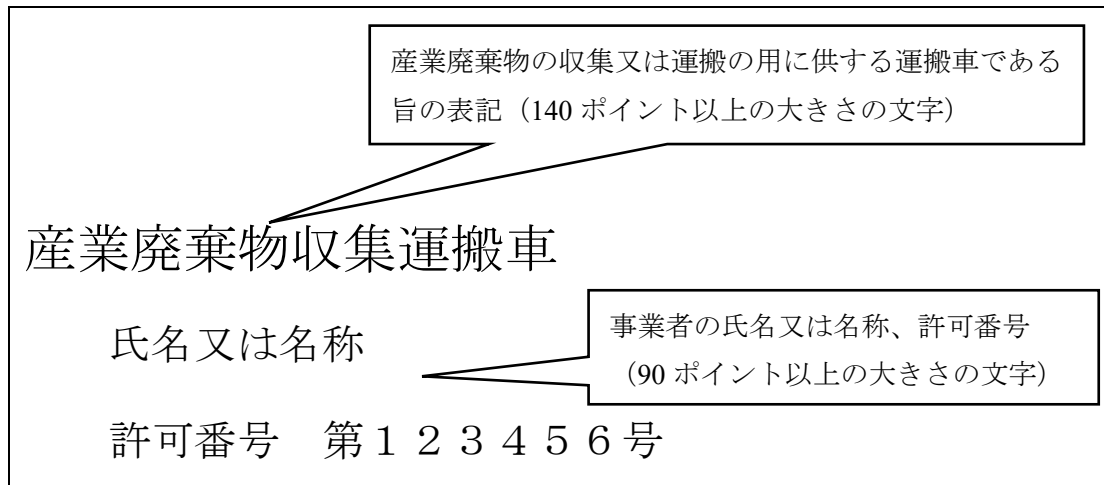 産業廃棄物の収集又は運搬の用に供する運搬車である
旨の表記（140 ポイント以上の大きさの文字）
産業廃棄物収集運搬車
氏名又は名称
事業者の氏名又は名称、許可番号
（90 ポイント以上の大きさの文字）
許可番号　第１２３４５６号